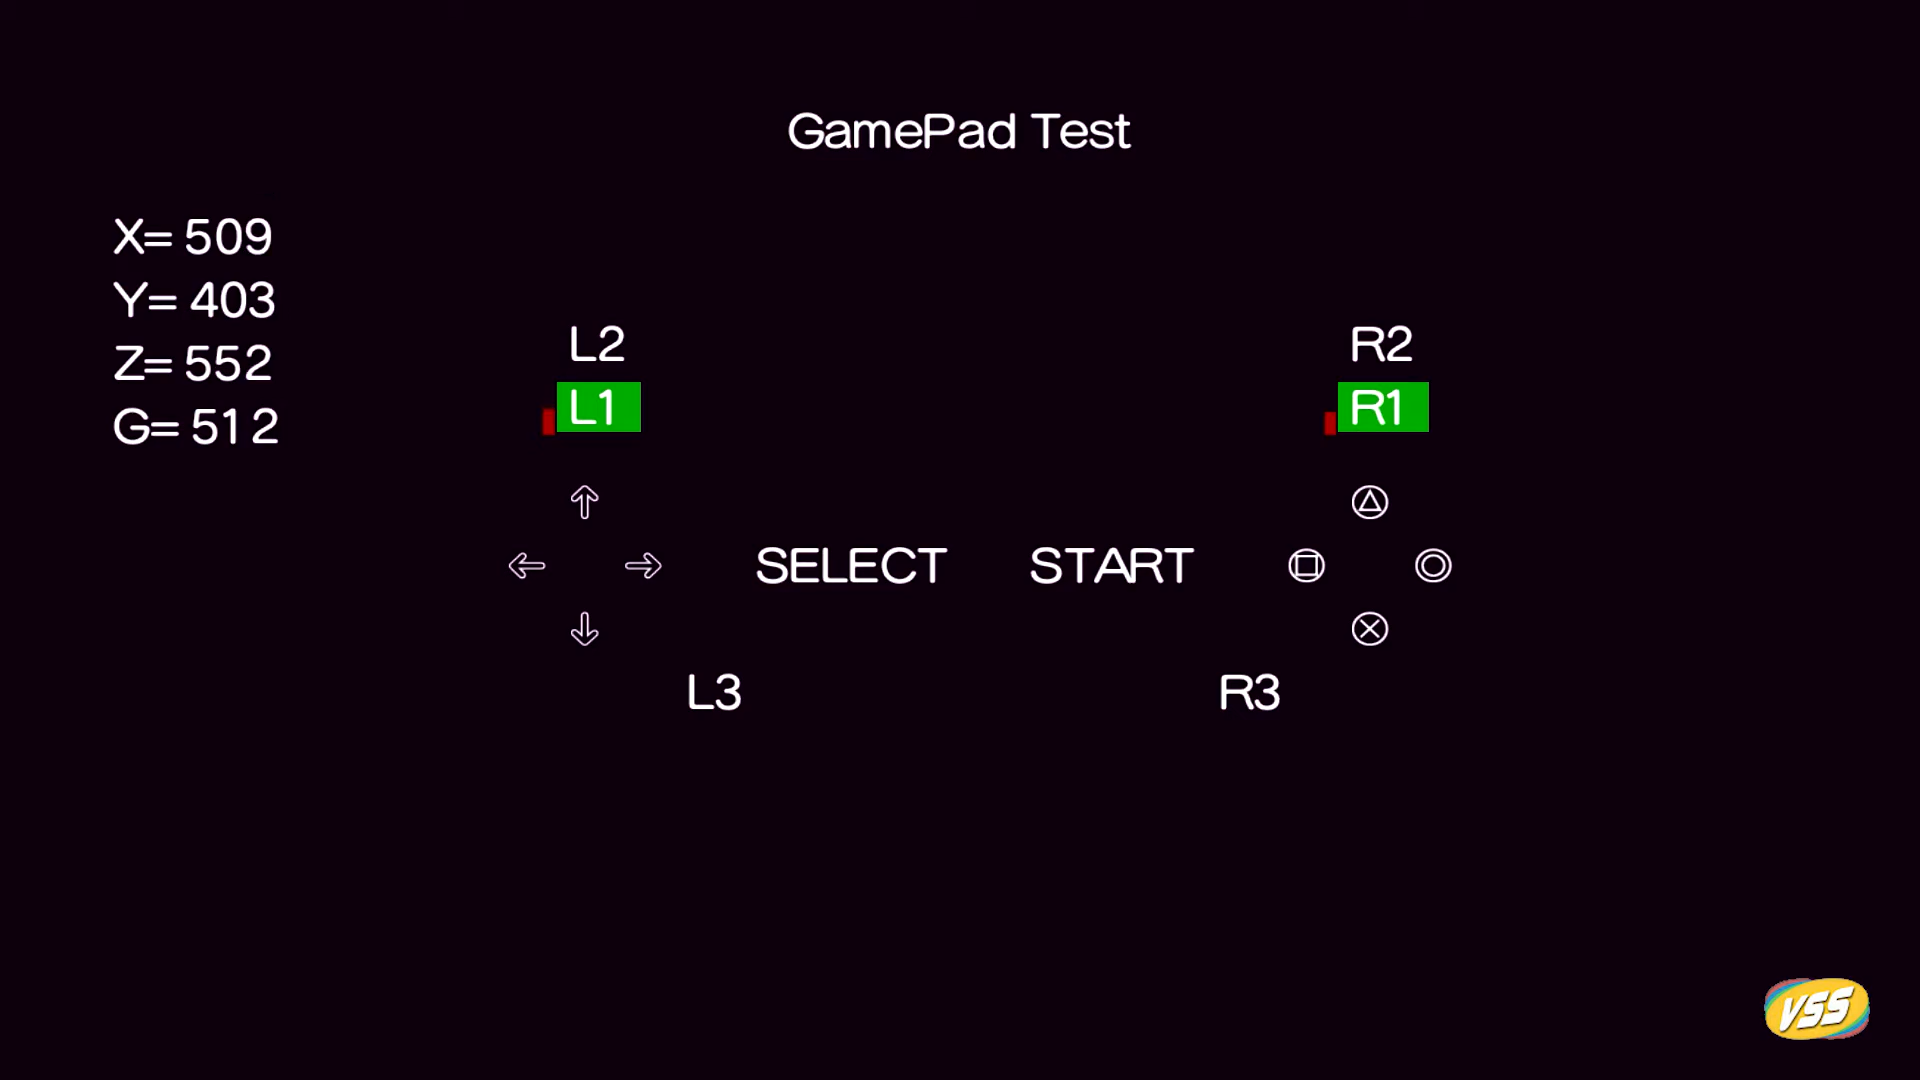 GamePad Test
X= 509
Y= 403
Z= 552
G= 512
L2
R2
L1
R1
SELECT
START
L3
R3
VSS